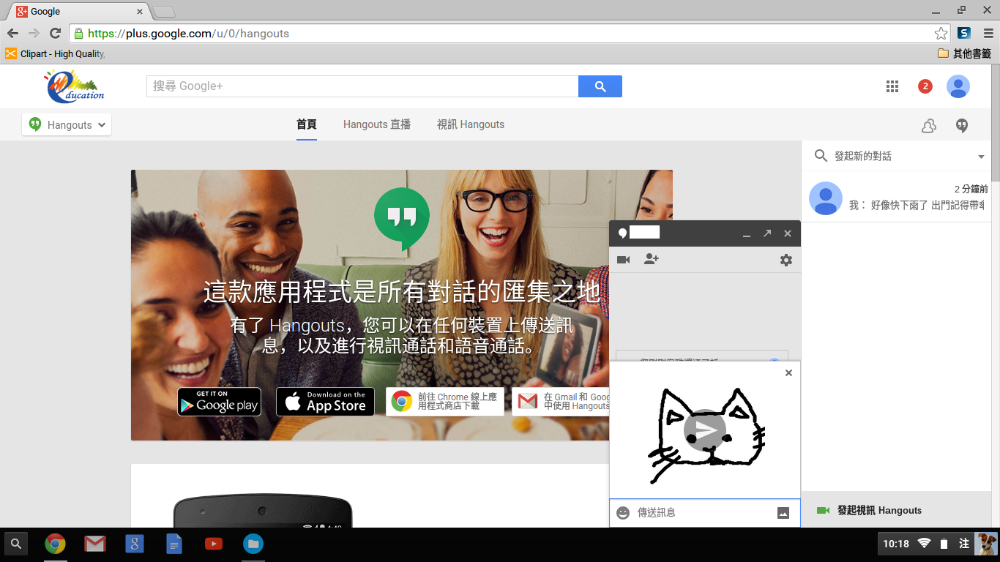 Google
https://plus.google.com/u/0/hangouts
Clipart - High Quality,
其他書籤
ducation
搜尋 Google+
2
Hangouts
首頁
Hangouts 直播
視訊 Hangouts
發起新的對話
2 分鐘前
我： 好像快下雨了 出門記得帶傘
這款應用程式是所有對話的匯集之地
有了 Hangouts，您可以在任何裝置上傳送訊
息，以及進行視訊通話和語音通話。
GET IT ON
Google play
Download on the
App Store
前往 Chrome 線上應
用程式商店下載
在 Gmail 和 Goog
中使用 Hangouts
傳送訊息
發起視訊 Hangouts
10:18
注